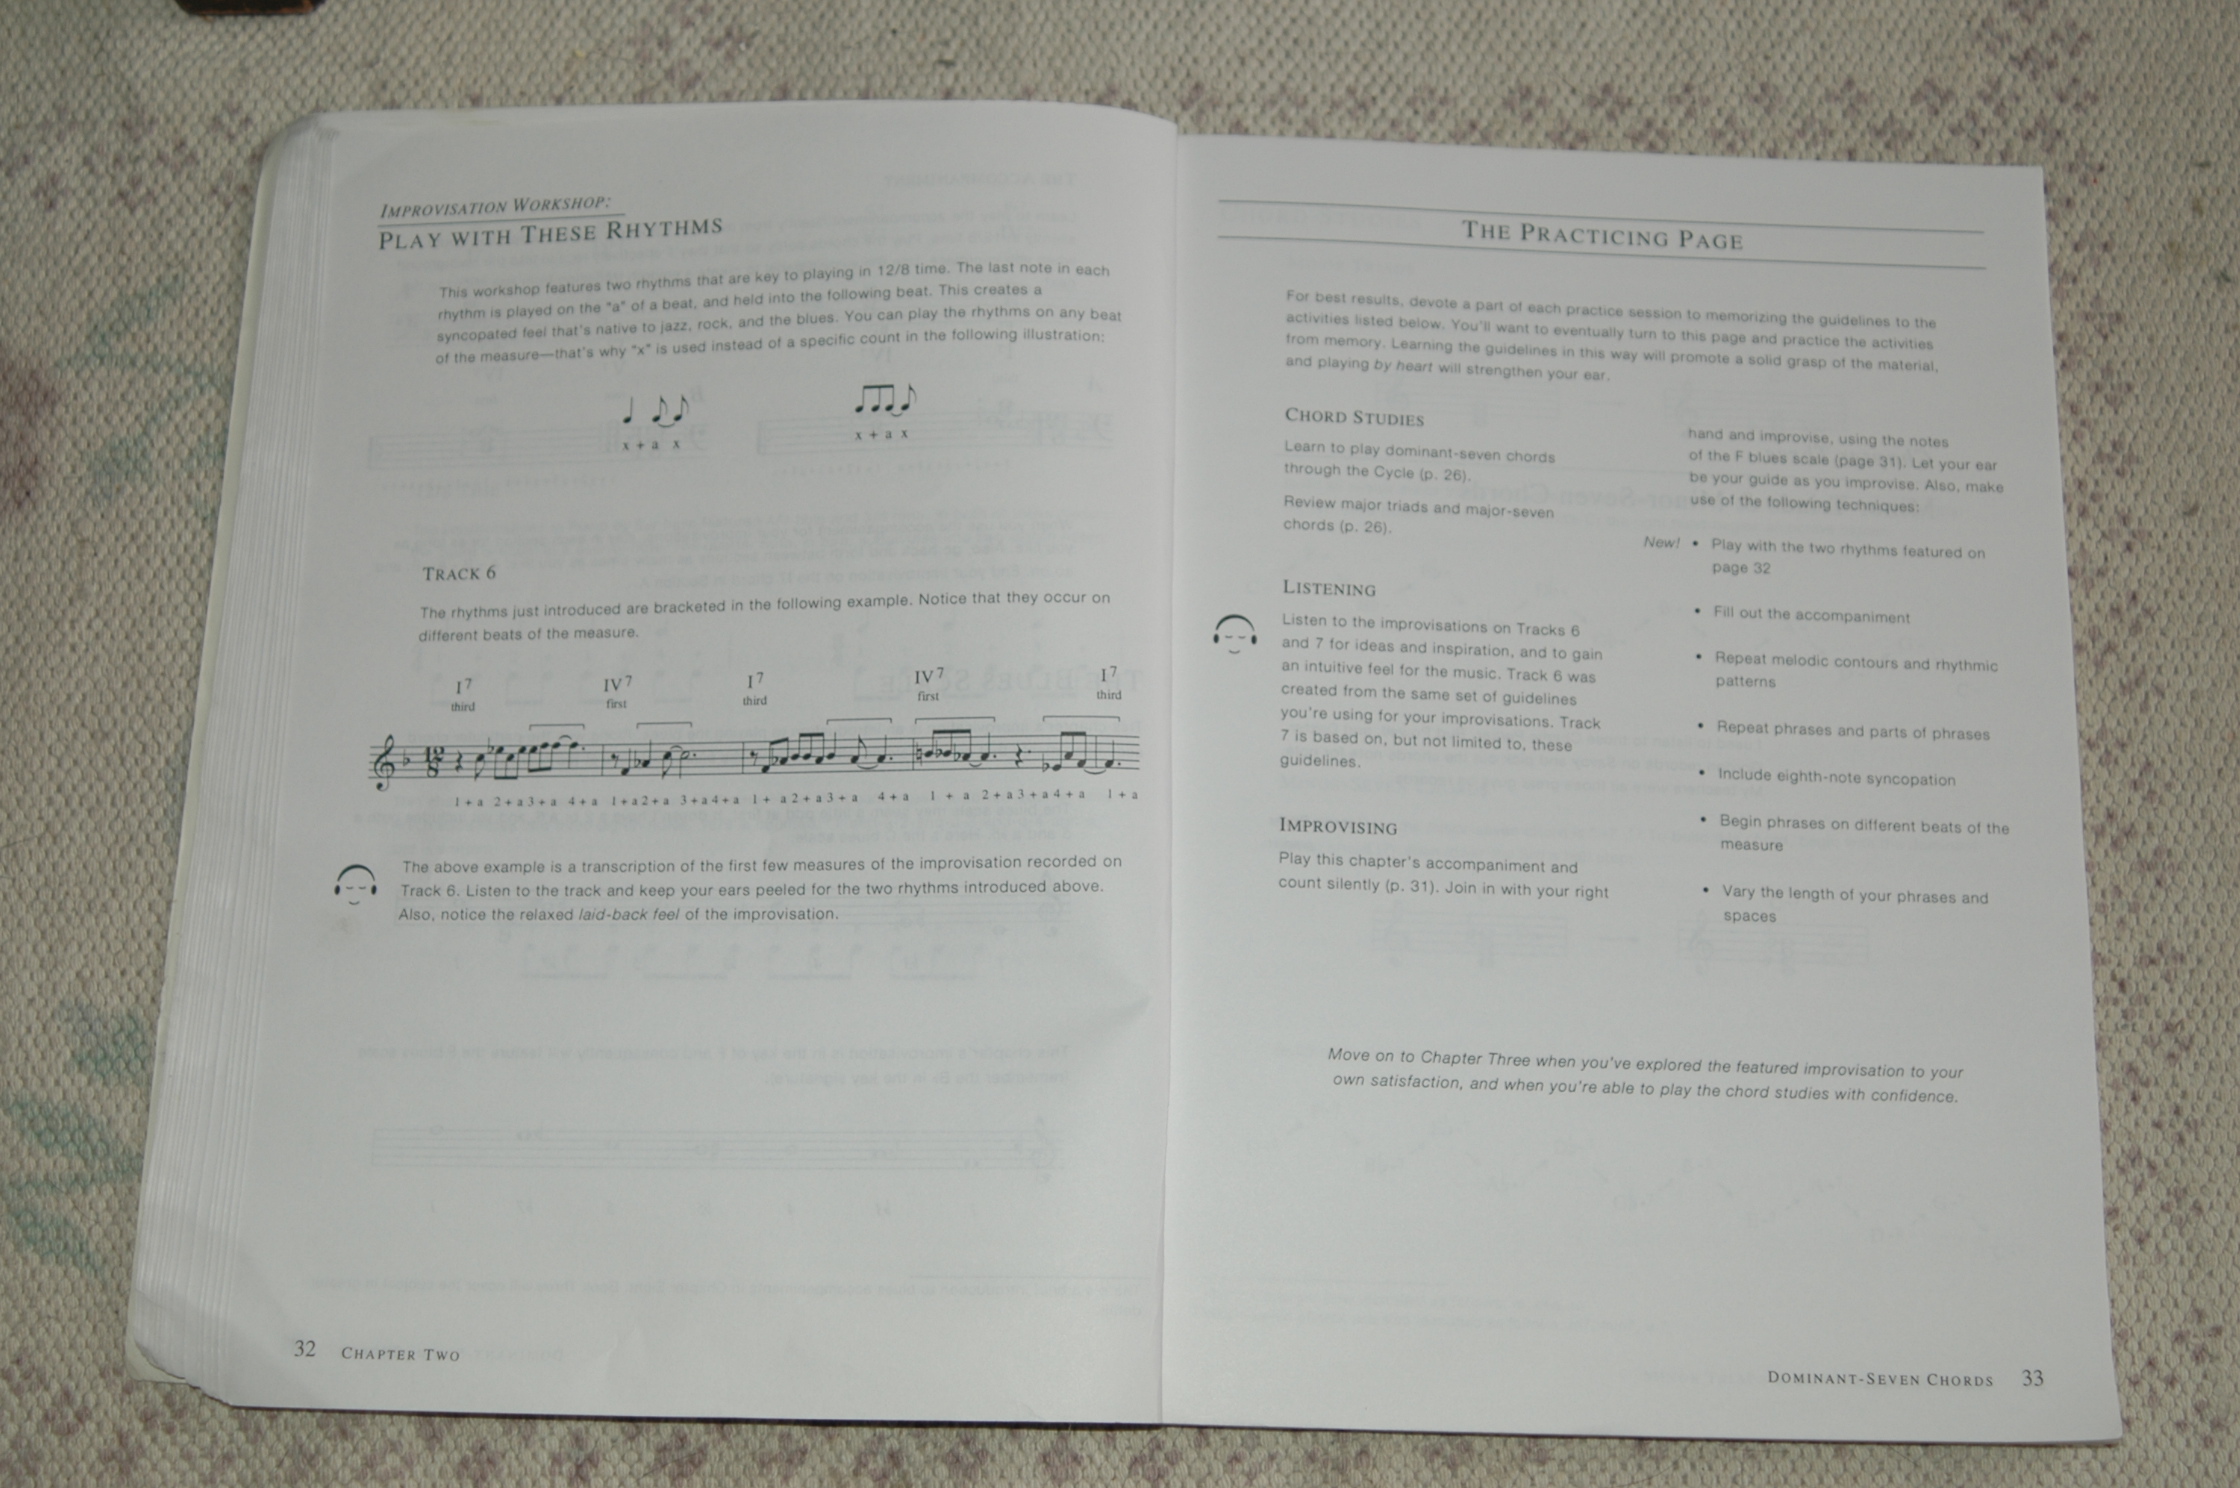 IMPROVISATION WORKSHOP:
PLAY WITH THESE RHYTHMS
This workshop features two rhythms that are key to playing in 12/8 time. The last note in each
rhythm is played on the "a" of a beat, and held into the following beat. This creates a
syncopated feel that's native to jazz, rock, and the blues. You can play the rhythms on any beat
of the measure—that's why "x" is used instead of a specific count in the following illustration:
x + a x
x + a x
TRACK 6
The rhythms just introduced are bracketed in the following example. Notice that they occur on
different beats of the measure.
I7 IV7 I7 IV7 I7
third first third first third
12
8
1 + a 2 + a 3 + a 4 + a 1 + a 2 + a 3 + a 4 + a 1 + a 2 + a 3 + a 4 + a 1 + a 2 + a 3 + a 4 + a 1 + a
The above example is a transcription of the first few measures of the improvisation recorded on
Track 6. Listen to the track and keep your ears peeled for the two rhythms introduced above.
Also, notice the relaxed laid-back feel of the improvisation.
32 CHAPTER TWO
THE PRACTICING PAGE
For best results, devote a part of each practice session to memorizing the guidelines to the
activities listed below. You'll want to eventually turn to this page and practice the activities
from memory. Learning the guidelines in this way will promote a solid grasp of the material,
and playing by heart will strengthen your ear.
CHORD STUDIES
Learn to play dominant-seven chords
through the Cycle (p. 26).
Review major triads and major-seven
chords (p. 26).
LISTENING
Listen to the improvisations on Tracks 6
and 7 for ideas and inspiration, and to gain
an intuitive feel for the music. Track 6 was
created from the same set of guidelines
you're using for your improvisations. Track
7 is based on, but not limited to, these
guidelines.
IMPROVISING
Play this chapter's accompaniment and
count silently (p. 31). Join in with your right
hand and improvise, using the notes
of the F blues scale (page 31). Let your ear
be your guide as you improvise. Also, make
use of the following techniques:
New! • Play with the two rhythms featured on
page 32
• Fill out the accompaniment
• Repeat melodic contours and rhythmic
patterns
• Repeat phrases and parts of phrases
• Include eighth-note syncopation
• Begin phrases on different beats of the
measure
• Vary the length of your phrases and
spaces
Move on to Chapter Three when you've explored the featured improvisation to your
own satisfaction, and when you're able to play the chord studies with confidence.
DOMINANT-SEVEN CHORDS 33